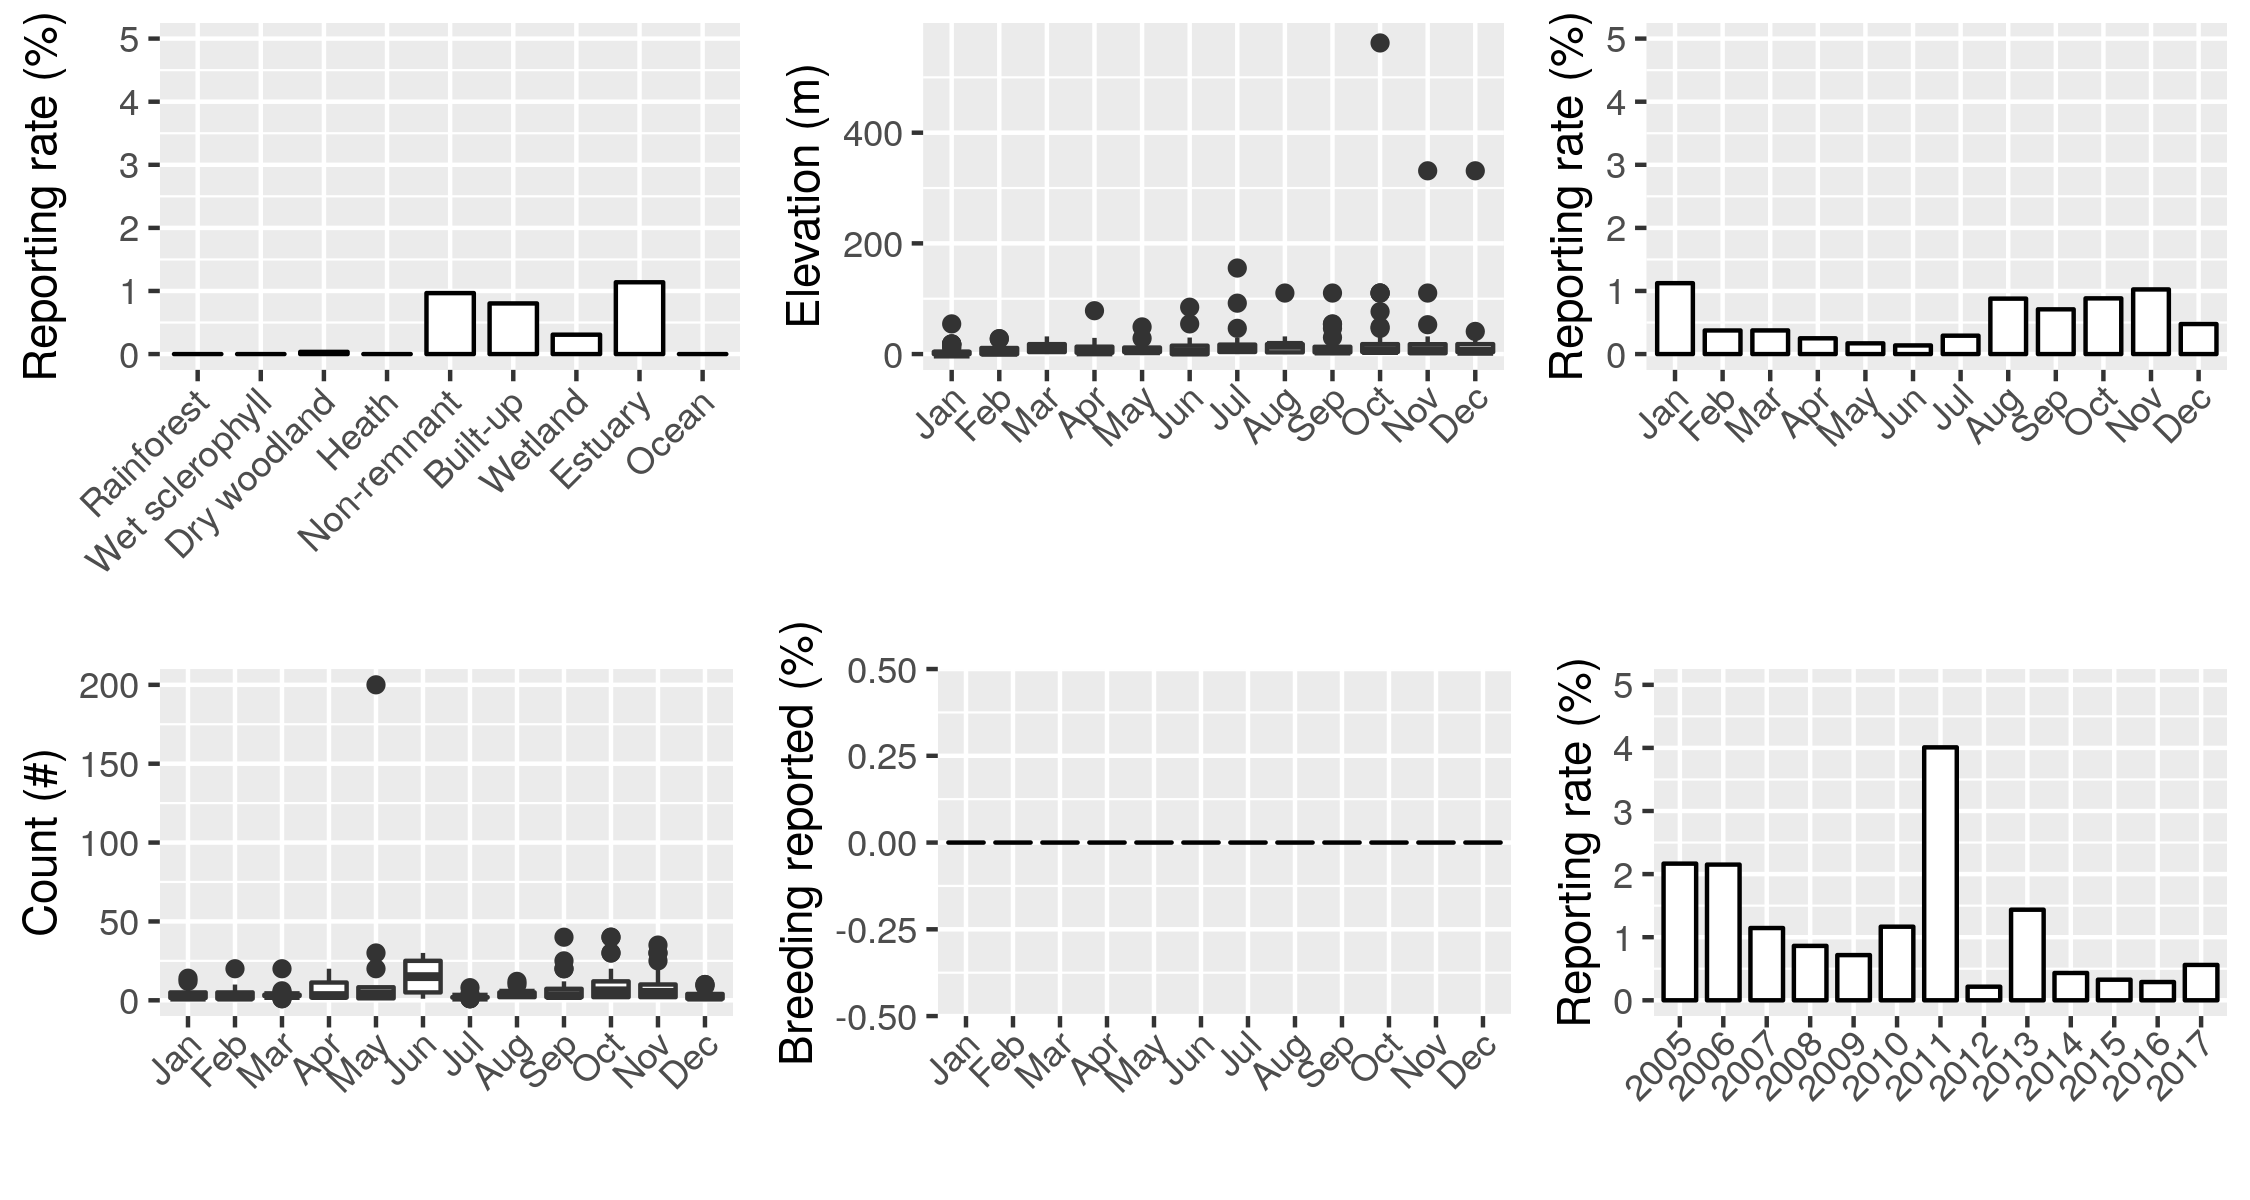 Reporting rate (%)
5
4
3
2
1
0
Rainforest
Wet sclerophyll
Dry woodland
Heath
Non-remnant
Built-up
Wetland
Estuary
Ocean
Elevation (m)
400
200
0
Jan
Feb
Mar
Apr
May
Jun
Jul
Aug
Sep
Oct
Nov
Dec
Reporting rate (%)
5
4
3
2
1
0
Jan
Feb
Mar
Apr
May
Jun
Jul
Aug
Sep
Oct
Nov
Dec
Count (#)
200
150
100
50
0
Jan
Feb
Mar
Apr
May
Jun
Jul
Aug
Sep
Oct
Nov
Dec
Breeding reported (%)
0.50
0.25
0.00
-0.25
-0.50
Jan
Feb
Mar
Apr
May
Jun
Jul
Aug
Sep
Oct
Nov
Dec
Reporting rate (%)
5
4
3
2
1
0
2005
2006
2007
2008
2009
2010
2011
2012
2013
2014
2015
2016
2017